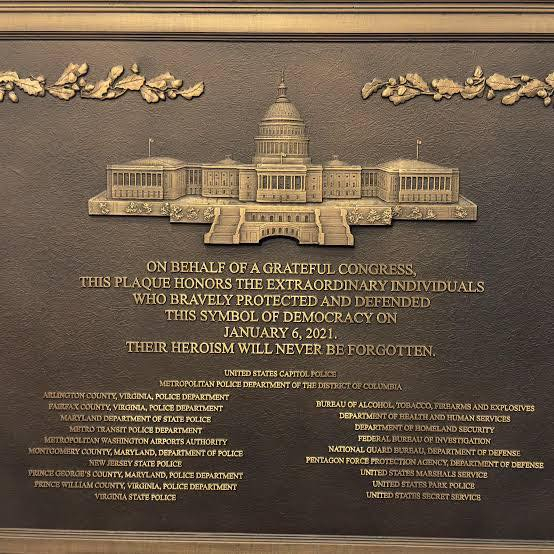 ON BEHALF OF A GRATEFUL CONGRESS,
THIS PLAQUE HONORS THE EXTRAORDINARY INDIVIDUALS
WHO BRAVELY PROTECTED AND DEFENDED
THIS SYMBOL OF DEMOCRACY ON
JANUARY 6, 2021.
THEIR HEROISM WILL NEVER BE FORGOTTEN.
UNITED STATES CAPITOL POLICE
METROPOLITAN POLICE DEPARTMENT OF THE DISTRICT OF COLUMBIA
ARLINGTON COUNTY, VIRGINIA, POLICE DEPARTMENT
FAIRFAX COUNTY, VIRGINIA, POLICE DEPARTMENT
MARYLAND DEPARTMENT OF STATE POLICE
METRO TRANSIT POLICE DEPARTMENT
METROPOLITAN WASHINGTON AIRPORTS AUTHORITY
MONTGOMERY COUNTY, MARYLAND, DEPARTMENT OF POLICE
NEW JERSEY STATE POLICE
PRINCE GEORGE'S COUNTY, MARYLAND, POLICE DEPARTMENT
PRINCE WILLIAM COUNTY, VIRGINIA, POLICE DEPARTMENT
VIRGINIA STATE POLICE
BUREAU OF ALCOHOL, TOBACCO, FIREARMS AND EXPLOSIVES
DEPARTMENT OF HEALTH AND HUMAN SERVICES
DEPARTMENT OF HOMELAND SECURITY
FEDERAL BUREAU OF INVESTIGATION
NATIONAL GUARD BUREAU, DEPARTMENT OF DEFENSE
PENTAGON FORCE PROTECTION AGENCY, DEPARTMENT OF DEFENSE
UNITED STATES MARSHALS SERVICE
UNITED STATES PARK POLICE
UNITED STATES SECRET SERVICE